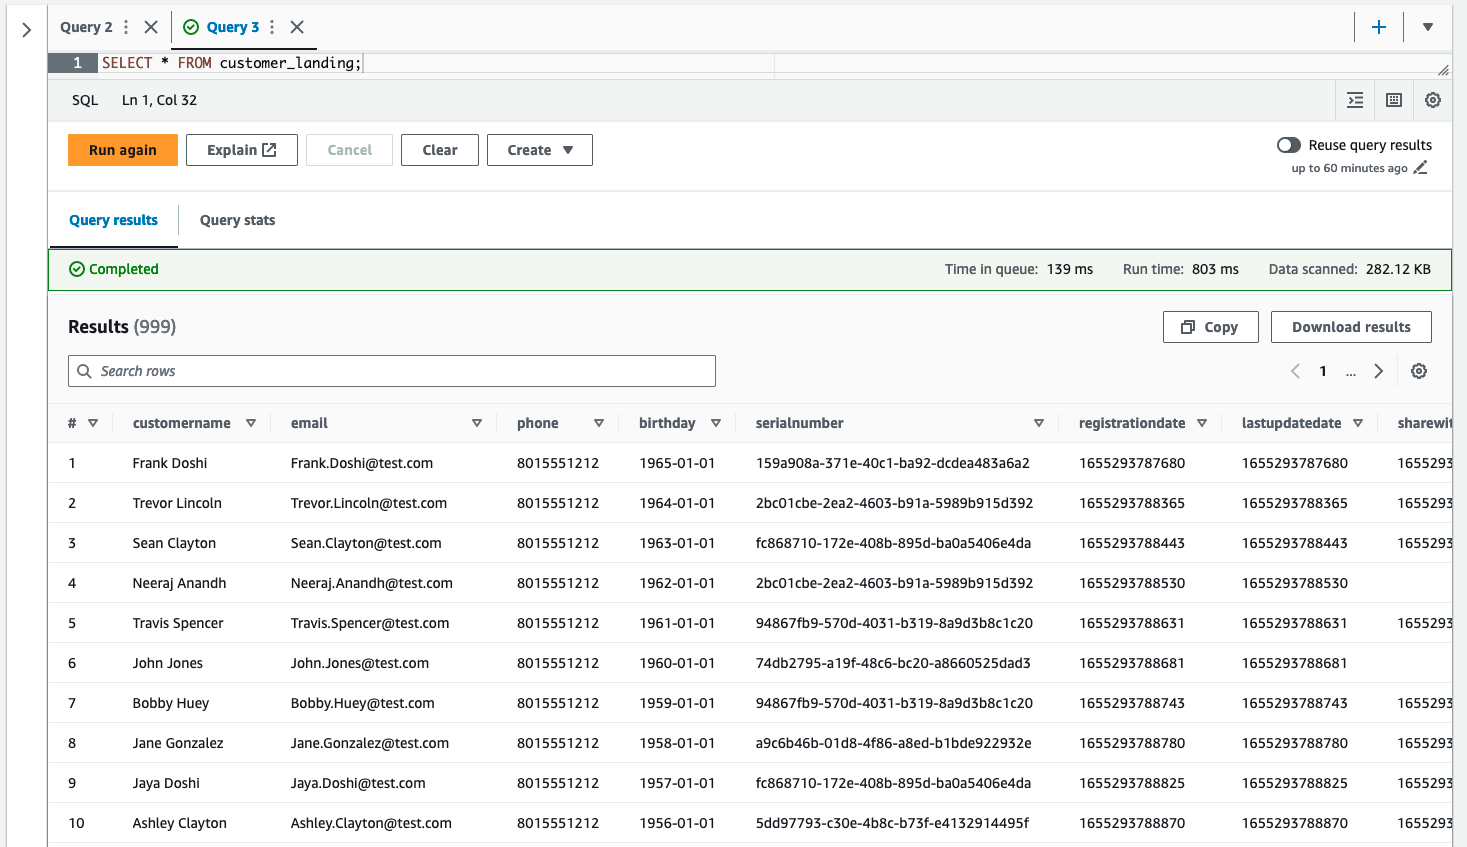 Query 2 Query 3
1 SELECT * FROM customer_landing;
SQL Ln 1, Col 32
Run again Explain Cancel Clear Create Reuse query results
up to 60 minutes ago
Query results Query stats
Completed Time in queue: 139 ms Run time: 803 ms Data scanned: 282.12 KB
Results (999) Copy Download results
Search rows 1 ...
# customername email phone birthday serialnumber registrationdate lastupdatedate sharewit
1 Frank Doshi Frank.Doshi@test.com 8015551212 1965-01-01 159a908a-371e-40c1-ba92-dcdea483a6a2 1655293787680 1655293787680 1655293
2 Trevor Lincoln Trevor.Lincoln@test.com 8015551212 1964-01-01 2bc01cbe-2ea2-4603-b91a-5989b915d392 1655293788365 1655293788365 1655293
3 Sean Clayton Sean.Clayton@test.com 8015551212 1963-01-01 fc868710-172e-408b-895d-ba0a5406e4da 1655293788443 1655293788443 1655293
4 Neeraj Anandh Neeraj.Anandh@test.com 8015551212 1962-01-01 2bc01cbe-2ea2-4603-b91a-5989b915d392 1655293788530 1655293788530
5 Travis Spencer Travis.Spencer@test.com 8015551212 1961-01-01 94867fb9-570d-4031-b319-8a9d3b8c1c20 1655293788631 1655293788631 1655293
6 John Jones John.Jones@test.com 8015551212 1960-01-01 74db2795-a19f-48c6-bc20-a8660525dad3 1655293788681 1655293788681
7 Bobby Huey Bobby.Huey@test.com 8015551212 1959-01-01 94867fb9-570d-4031-b319-8a9d3b8c1c20 1655293788743 1655293788743 1655293
8 Jane Gonzalez Jane.Gonzalez@test.com 8015551212 1958-01-01 a9c6b46b-01d8-4f86-a8ed-b1bde922932e 1655293788780 1655293788780 1655293
9 Jaya Doshi Jaya.Doshi@test.com 8015551212 1957-01-01 fc868710-172e-408b-895d-ba0a5406e4da 1655293788825 1655293788825 1655293
10 Ashley Clayton Ashley.Clayton@test.com 8015551212 1956-01-01 5dd97793-c30e-4b8c-b73f-e4132914495f 1655293788870 1655293788870 1655293